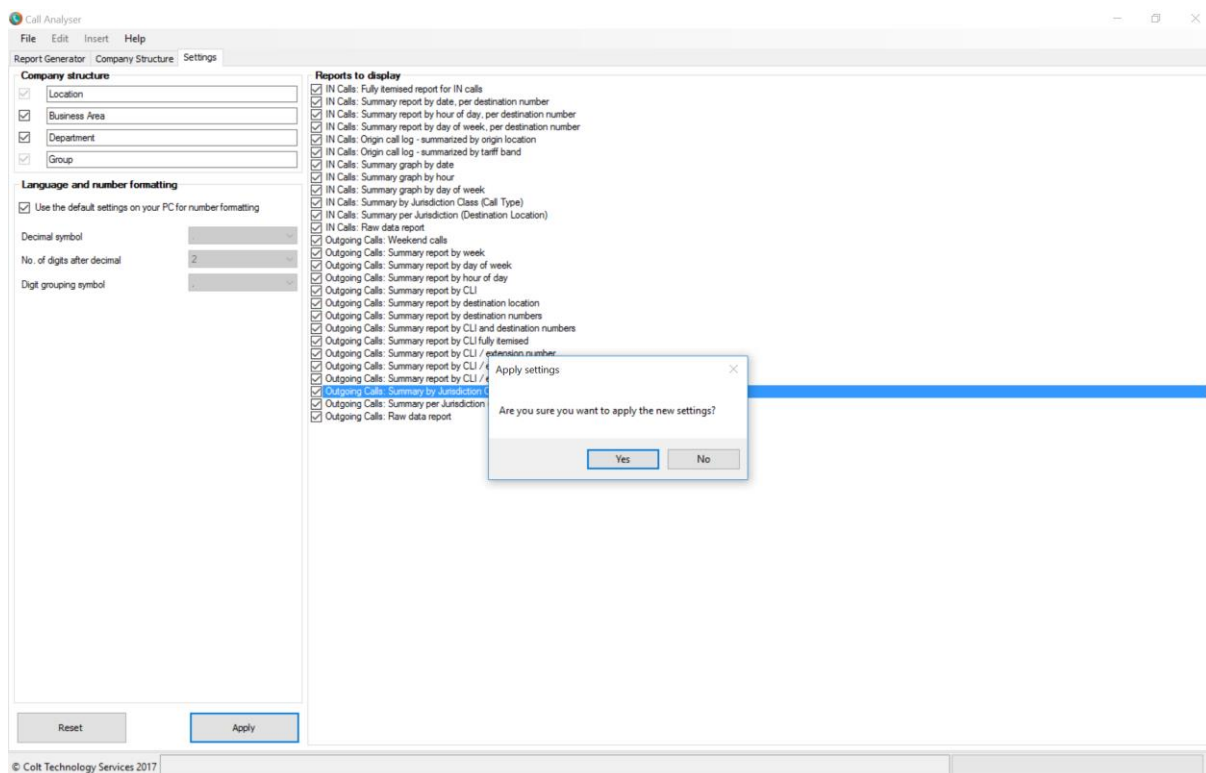 Call Analyser
File Edit Insert Help
Report Generator Company Structure Settings
Company structure
Location
Business Area
Department
Group
Language and number formatting
Use the default settings on your PC for number formatting
Decimal symbol .
No. of digits after decimal 2
Digit grouping symbol
Reset Apply
Reports to display
IN Calls: Fully itemised report for IN calls
IN Calls: Summary report by date, per destination number
IN Calls: Summary report by hour of day, per destination number
IN Calls: Summary report by day of week, per destination number
IN Calls: Origin call log - summarized by origin location
IN Calls: Origin call log - summarized by tariff band
IN Calls: Summary graph by date
IN Calls: Summary graph by hour
IN Calls: Summary graph by day of week
IN Calls: Summary by Jurisdiction Class (Call Type)
IN Calls: Summary per Jurisdiction (Destination Location)
IN Calls: Raw data report
Outgoing Calls: Weekend calls
Outgoing Calls: Summary report by week
Outgoing Calls: Summary report by day of week
Outgoing Calls: Summary report by hour of day
Outgoing Calls: Summary report by CLI
Outgoing Calls: Summary report by destination location
Outgoing Calls: Summary report by destination numbers
Outgoing Calls: Summary report by CLI and destination numbers
Outgoing Calls: Summary report by CLI fully itemised
Outgoing Calls: Summary report by CLI / extension number
Outgoing Calls: Summary report by CLI /
Outgoing Calls: Summary report by CLI /
Outgoing Calls: Summary by Jurisdiction
Outgoing Calls: Summary per Jurisdiction
Outgoing Calls: Raw data report
Apply settings
Are you sure you want to apply the new settings?
Yes No
© Colt Technology Services 2017